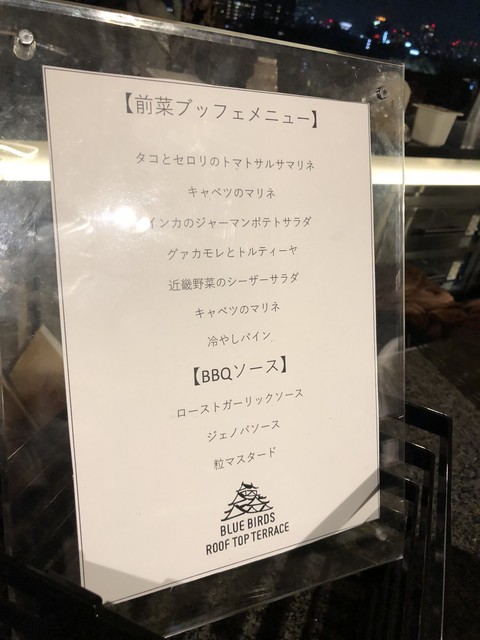 【前菜ブッフェメニュー】
タコとセロリのトマトサルサマリネ
キャベツのマリネ
インカのジャーマンポテトサラダ
グァカモレとトルティーヤ
近畿野菜のシーザーサラダ
キャベツのマリネ
冷やしパイン
【BBQソース】
ローストガーリックソース
ジェノバソース
粒マスタード
BLUE BIRDS
ROOF TOP TERRACE